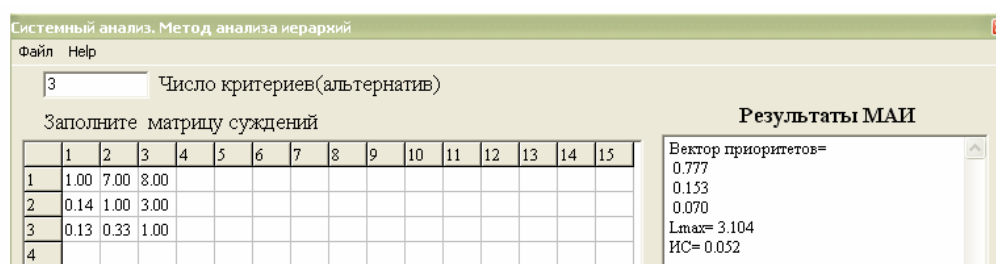 Системный анализ. Метод анализа иерархий
Файл Help
3 Число критериев(альтернатив)
Заполните матрицу суждений
1 2 3 4 5 6 7 8 9 10 11 12 13 14 15
1 1.00 7.00 8.00
2 0.14 1.00 3.00
3 0.13 0.33 1.00
4
Результаты МАИ
Вектор приоритетов=
0.777
0.153
0.070
Lmax= 3.104
ИС= 0.052